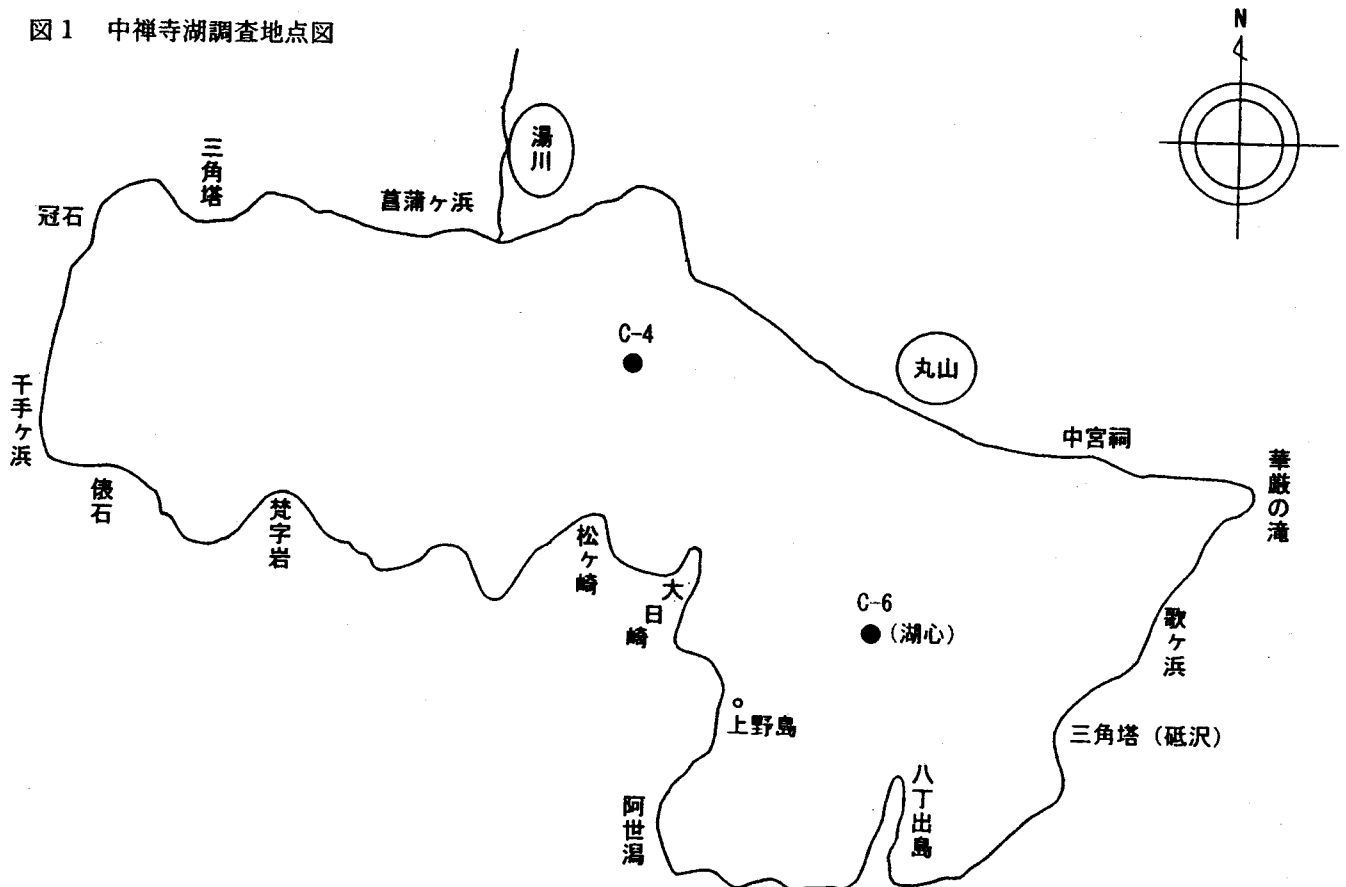 図1 中禅寺湖調査地点図
N
湯川
三角塔
菖蒲ヶ浜
冠石
C-4
丸山
千手ヶ浜
中宮祠
華厳の滝
俵石
梵字岩
松ヶ崎
大日崎
C-6
(湖心)
歌ヶ浜
上野島
三角塔（砥沢）
八丁出島
阿世潟